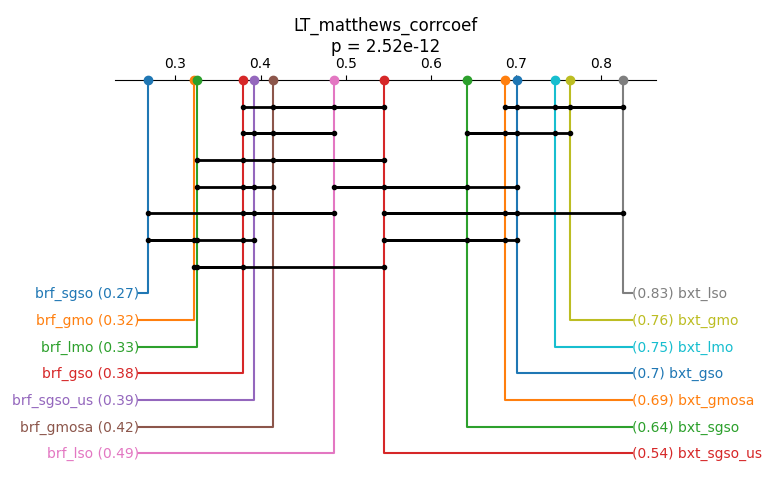 LT_matthews_corrcoef
p = 2.52e-12
0.3 0.4 0.5 0.6 0.7 0.8
brf_sgso (0.27)
brf_gmo (0.32)
brf_lmo (0.33)
brf_gso (0.38)
brf_sgso_us (0.39)
brf_gmosa (0.42)
brf_lso (0.49)
(0.83) bxt_lso
(0.76) bxt_gmo
(0.75) bxt_lmo
(0.7) bxt_gso
(0.69) bxt_gmosa
(0.64) bxt_sgso
(0.54) bxt_sgso_us